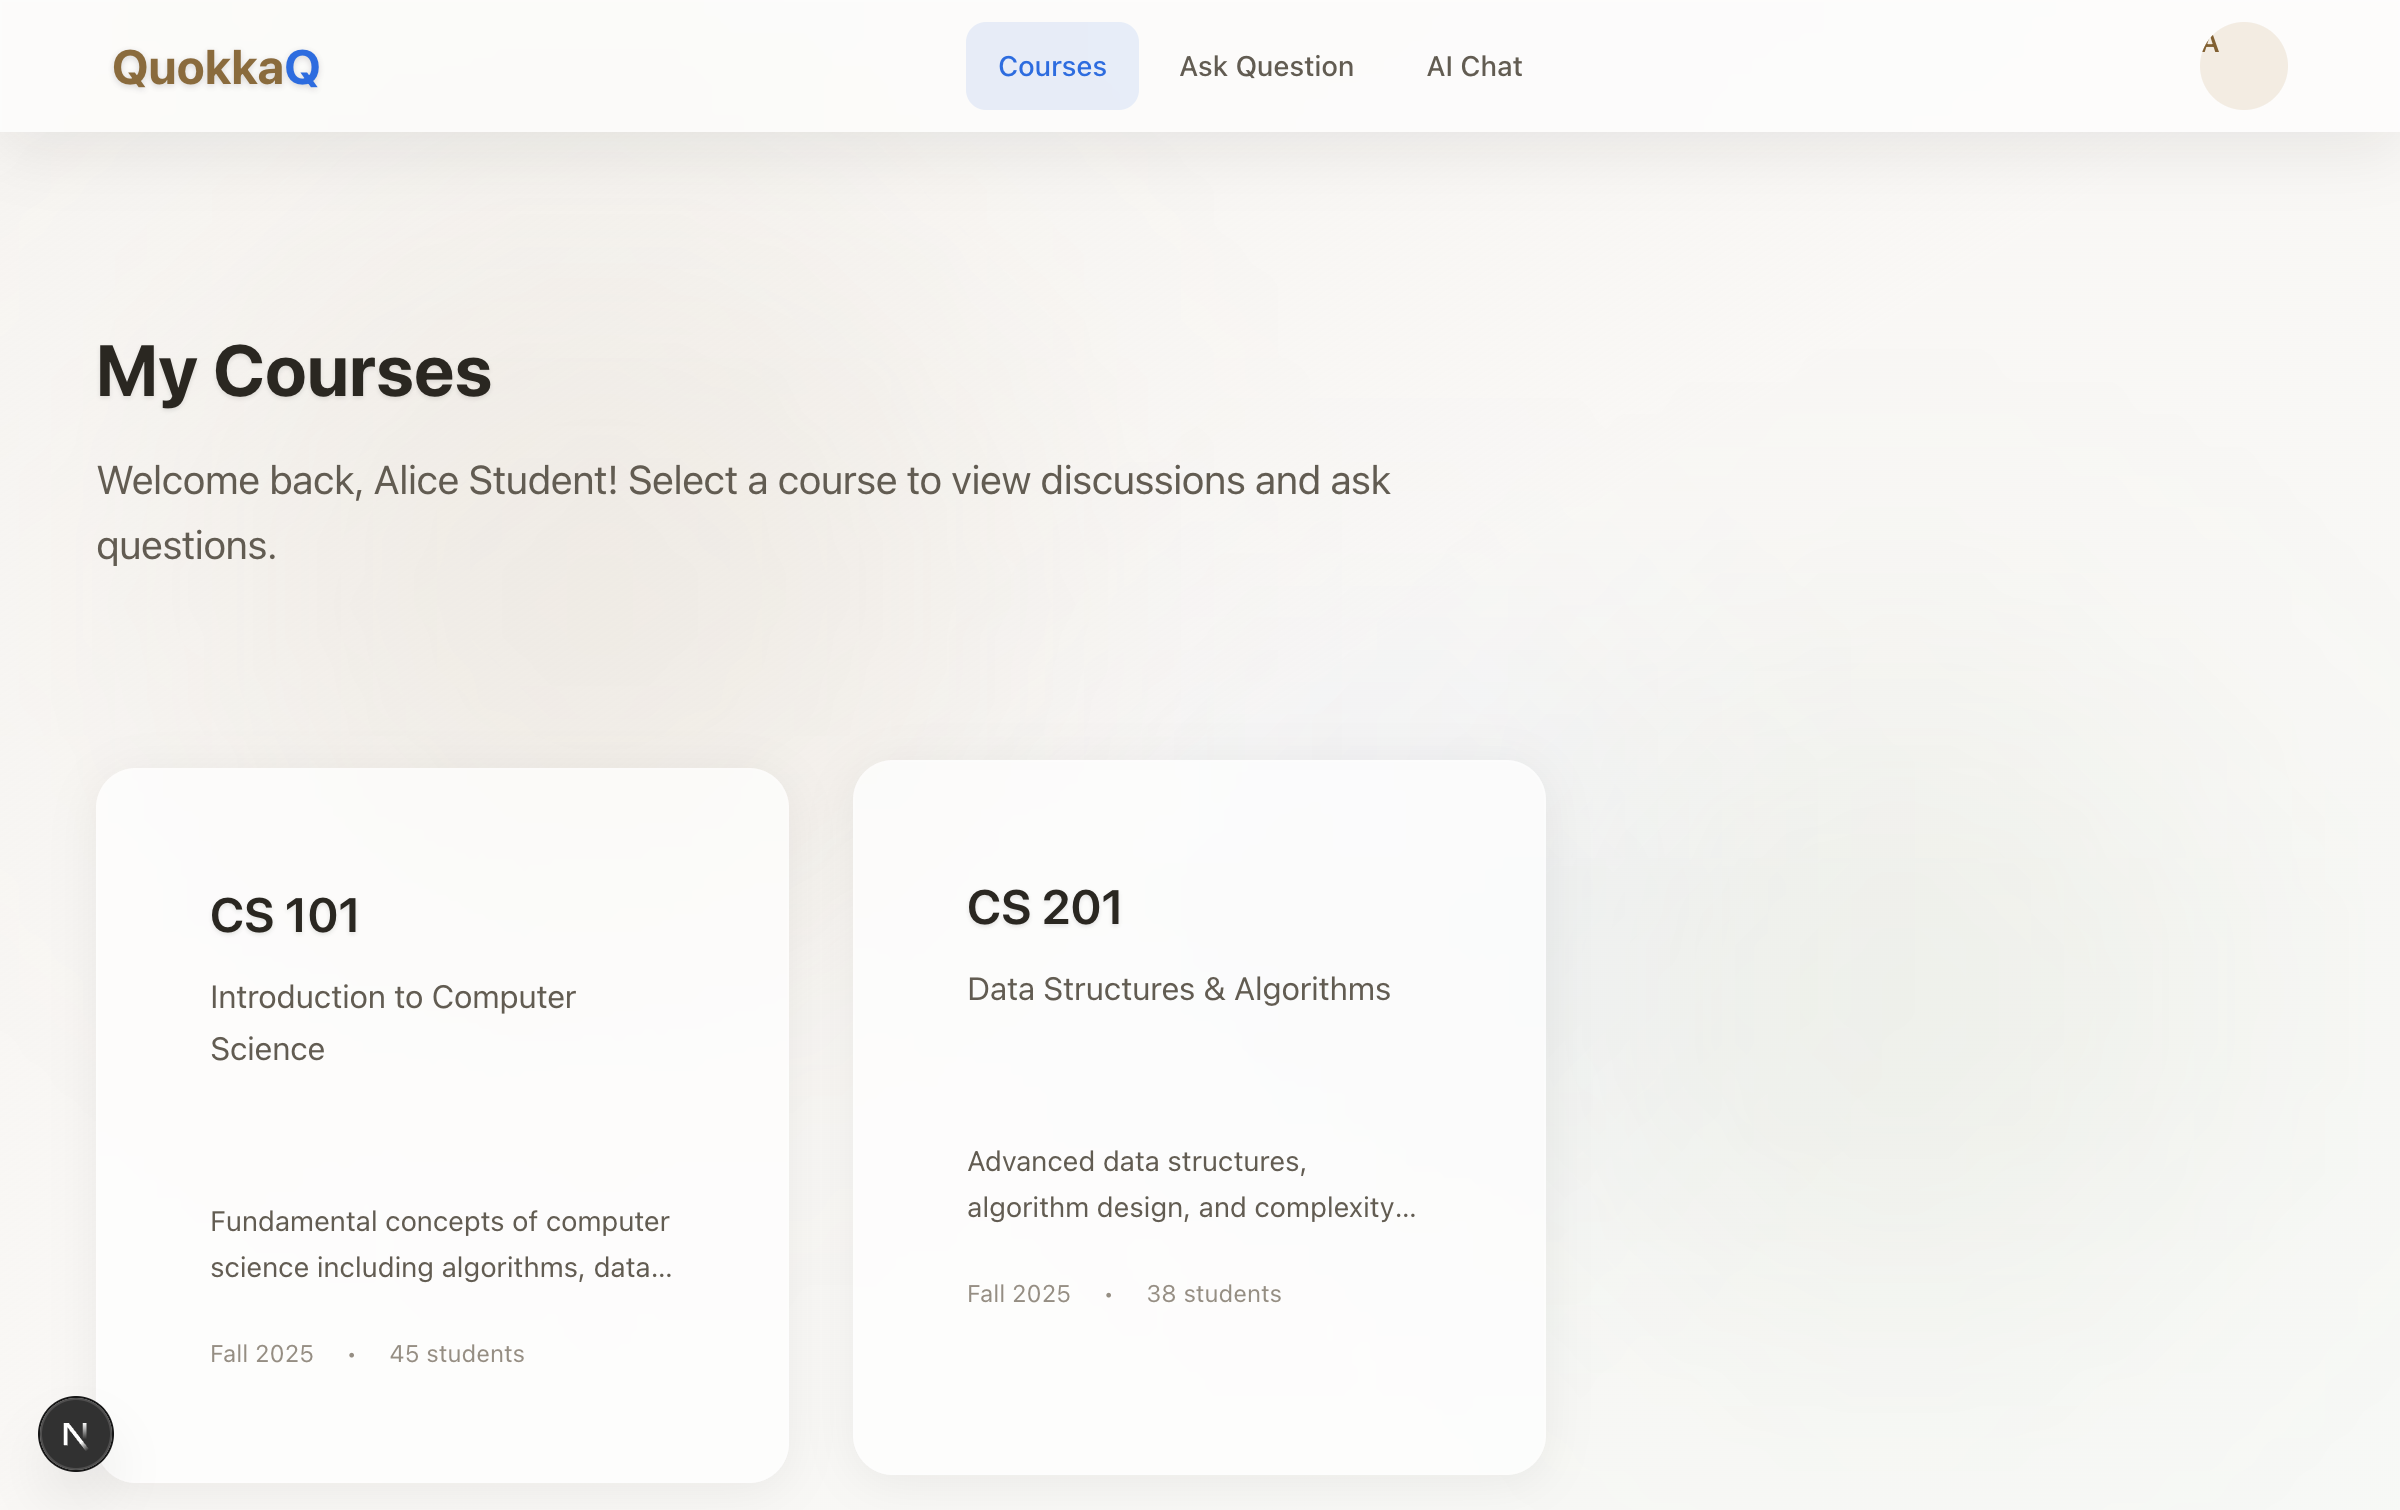 QuokkaQ
Courses
Ask Question
AI Chat
A
My Courses
Welcome back, Alice Student! Select a course to view discussions and ask
questions.
CS 101
Introduction to Computer
Science
Fundamental concepts of computer
science including algorithms, data...
Fall 2025 • 45 students
CS 201
Data Structures & Algorithms
Advanced data structures,
algorithm design, and complexity...
Fall 2025 • 38 students
N